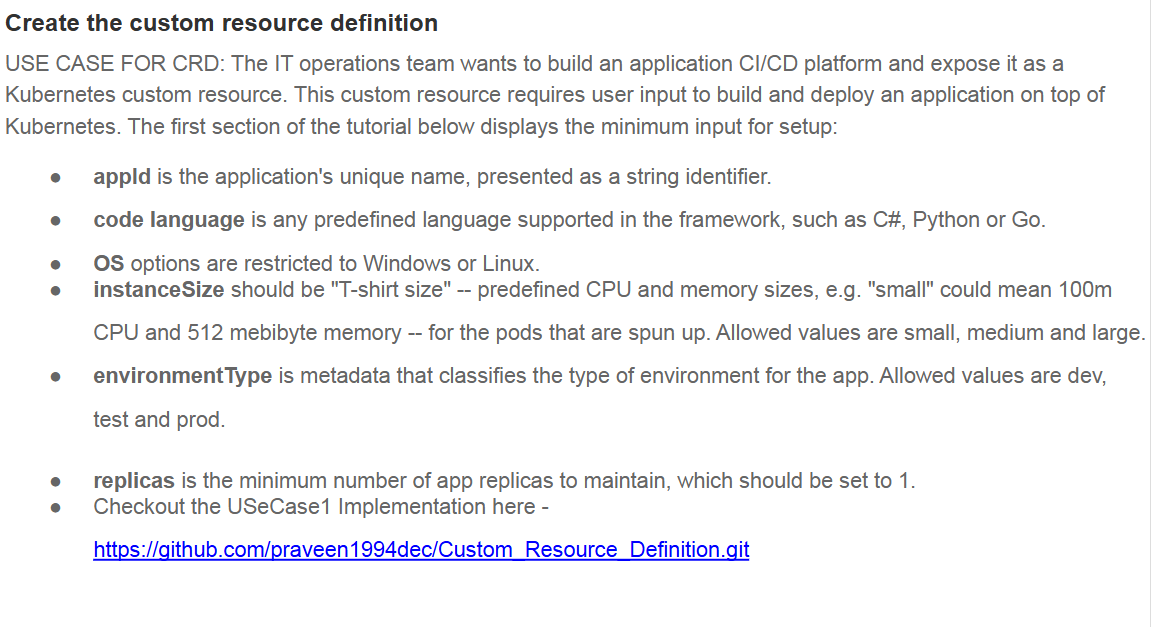 Create the custom resource definition
USE CASE FOR CRD: The IT operations team wants to build an application CI/CD platform and expose it as a
Kubernetes custom resource. This custom resource requires user input to build and deploy an application on top of
Kubernetes. The first section of the tutorial below displays the minimum input for setup:
● appId is the application's unique name, presented as a string identifier.
● code language is any predefined language supported in the framework, such as C#, Python or Go.
● OS options are restricted to Windows or Linux.
● instanceSize should be "T-shirt size" -- predefined CPU and memory sizes, e.g. "small" could mean 100m
CPU and 512 mebibyte memory -- for the pods that are spun up. Allowed values are small, medium and large.
● environmentType is metadata that classifies the type of environment for the app. Allowed values are dev,
test and prod.
● replicas is the minimum number of app replicas to maintain, which should be set to 1.
● Checkout the USeCase1 Implementation here -
https://github.com/praveen1994dec/Custom_Resource_Definition.git